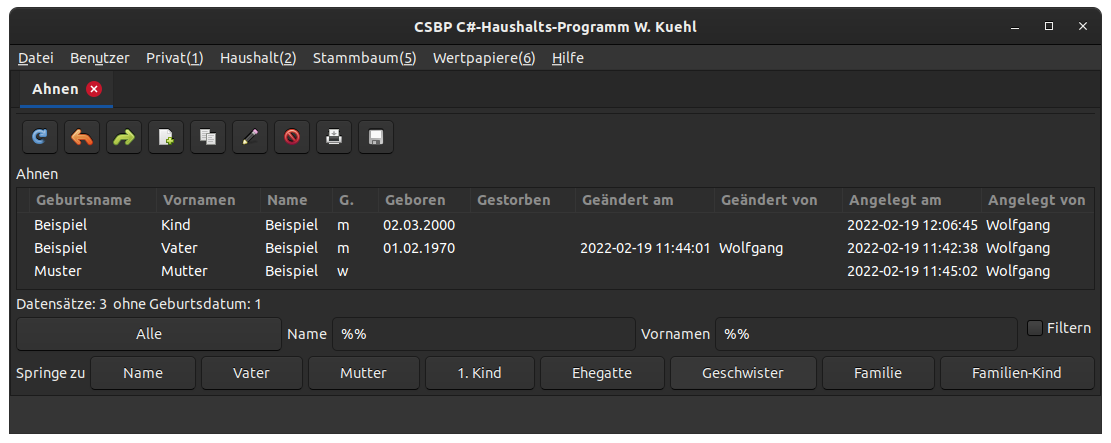 CSBP C#-Haushalts-Programm W. Kuehl
Datei Benutzer Privat(1) Haushalt(2) Stammbaum(5) Wertpapiere(6) Hilfe
Ahnen
Ahnen
Geburtsname Vornamen Name G. Geboren Gestorben Geändert am Geändert von Angelegt am Angelegt von
Beispiel Kind Beispiel m 02.03.2000 2022-02-19 12:06:45 Wolfgang
Beispiel Vater Beispiel m 01.02.1970 2022-02-19 11:44:01 Wolfgang 2022-02-19 11:42:38 Wolfgang
Muster Mutter Beispiel w 2022-02-19 11:45:02 Wolfgang
Datensätze: 3 ohne Geburtsdatum: 1
Alle Name %% Vornamen %% Filtern
Springe zu Name Vater Mutter 1. Kind Ehegatte Geschwister Familie Familien-Kind